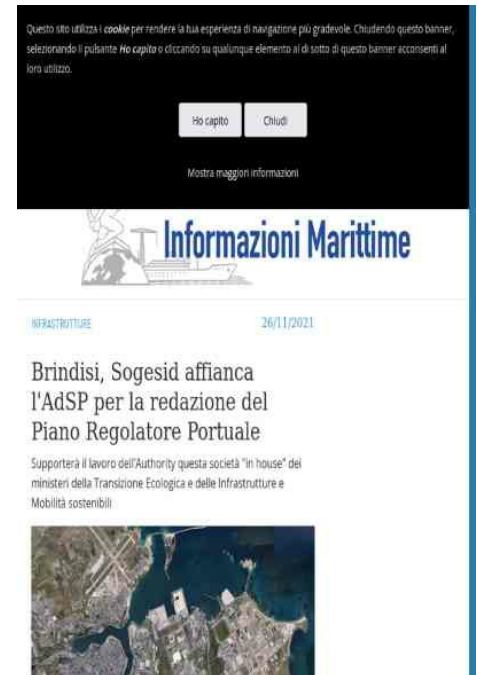 Questo sito utilizza i cookie per rendere la tua esperienza di navigazione più gradevole. Chiudendo questo banner,
selezionando il pulsante Ho capito o cliccando su qualunque elemento al di sotto di questo banner acconsenti al
loro utilizzo.
Ho capito
Chiudi
Mostra maggiori informazioni
Informazioni Marittime
INFRASTRUTTURE
26/11/2021
Brindisi, Sogesid affianca
l'AdSP per la redazione del
Piano Regolatore Portuale
Supporterà il lavoro dell'Authority questa società "in house" dei
ministeri della Transizione Ecologica e delle Infrastrutture e
Mobilità sostenibili